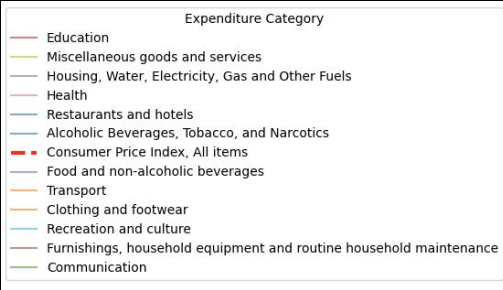 Expenditure Category
Education
Miscellaneous goods and services
Housing, Water, Electricity, Gas and Other Fuels
Health
Restaurants and hotels
Alcoholic Beverages, Tobacco, and Narcotics
Consumer Price Index, All items
Food and non-alcoholic beverages
Transport
Clothing and footwear
Recreation and culture
Furnishings, household equipment and routine household maintenance
Communication